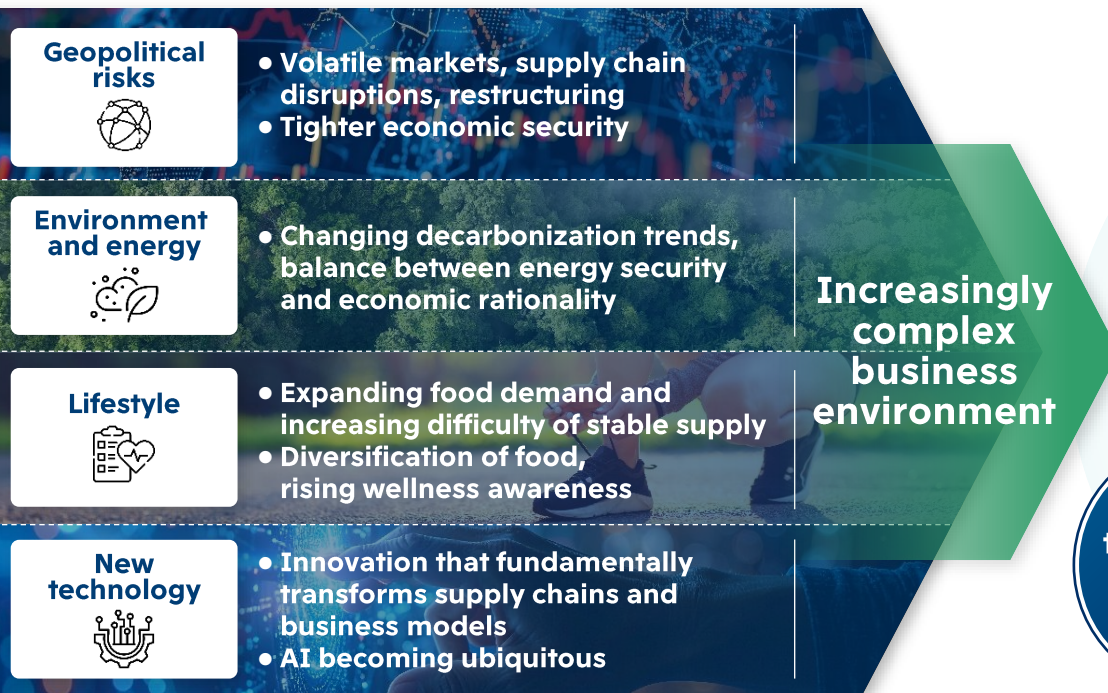 Geopolitical
risks
● Volatile markets, supply chain
disruptions, restructuring
● Tighter economic security
Environment
and energy
● Changing decarbonization trends,
balance between energy security
and economic rationality
Lifestyle
● Expanding food demand and
increasing difficulty of stable supply
● Diversification of food,
rising wellness awareness
New
technology
● Innovation that fundamentally
transforms supply chains and
business models
● AI becoming ubiquitous
Increasingly
complex
business
environment